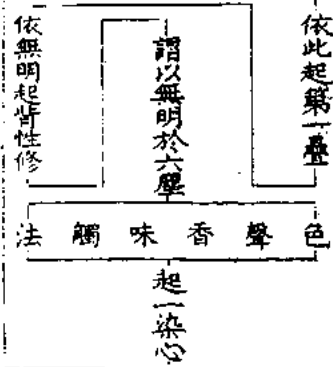 依此起第一疊
謂以無明於六塵
依無明起背性修
色聲香味觸法
起一染心